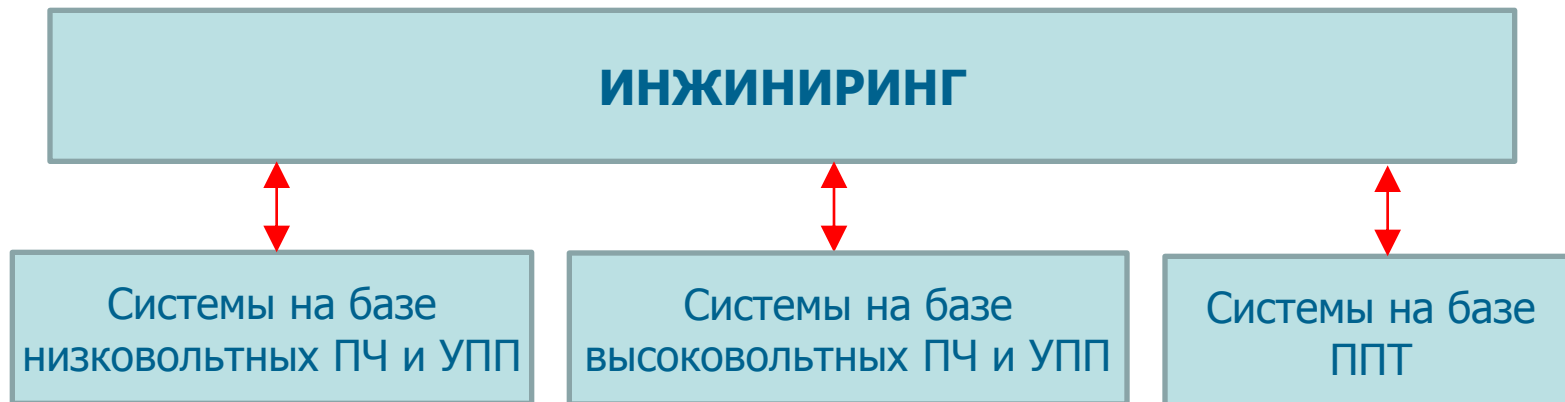 ИНЖИНИРИНГ
Системы на базе
низковольтных ПЧ и УПП
Системы на базе
высоковольтных ПЧ и УПП
Системы на базе
ППТ